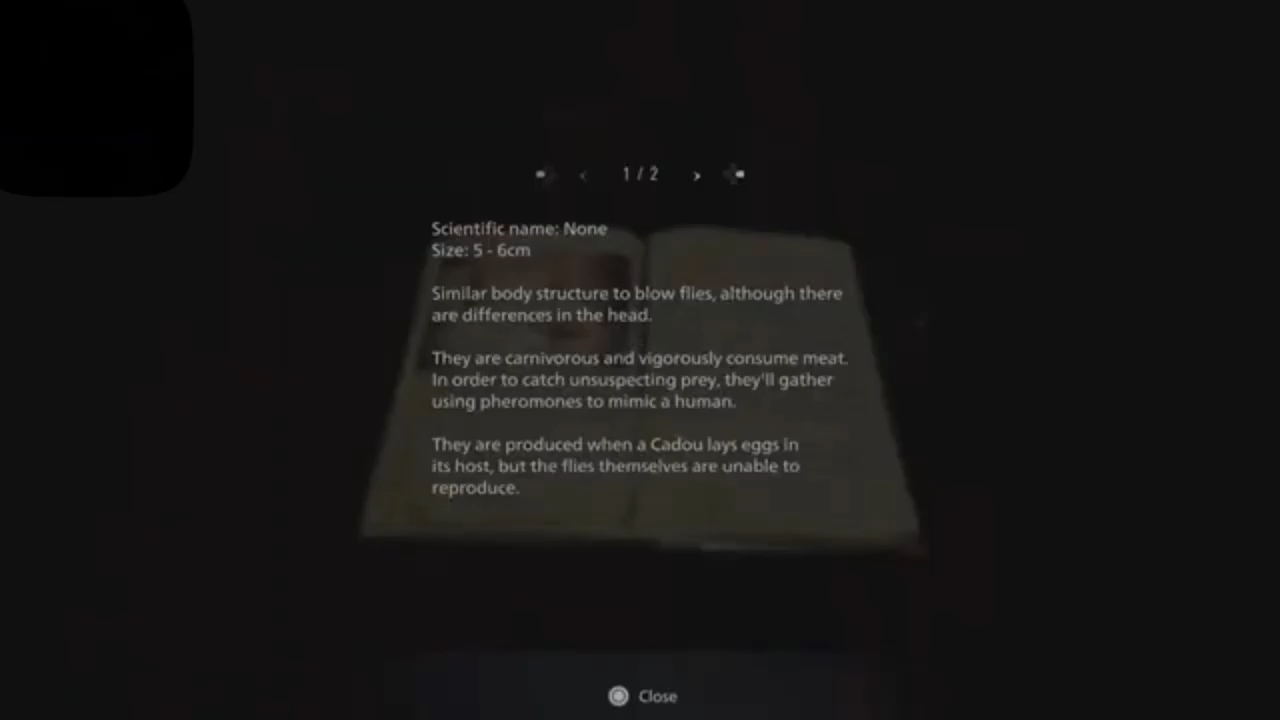 1 / 2
Scientific name: None
Size: 5 - 6cm
Similar body structure to blow flies, although there
are differences in the head.
They are carnivorous and vigorously consume meat.
In order to catch unsuspecting prey, they'll gather
using pheromones to mimic a human.
They are produced when a Cadou lays eggs in
its host, but the flies themselves are unable to
reproduce.
Close